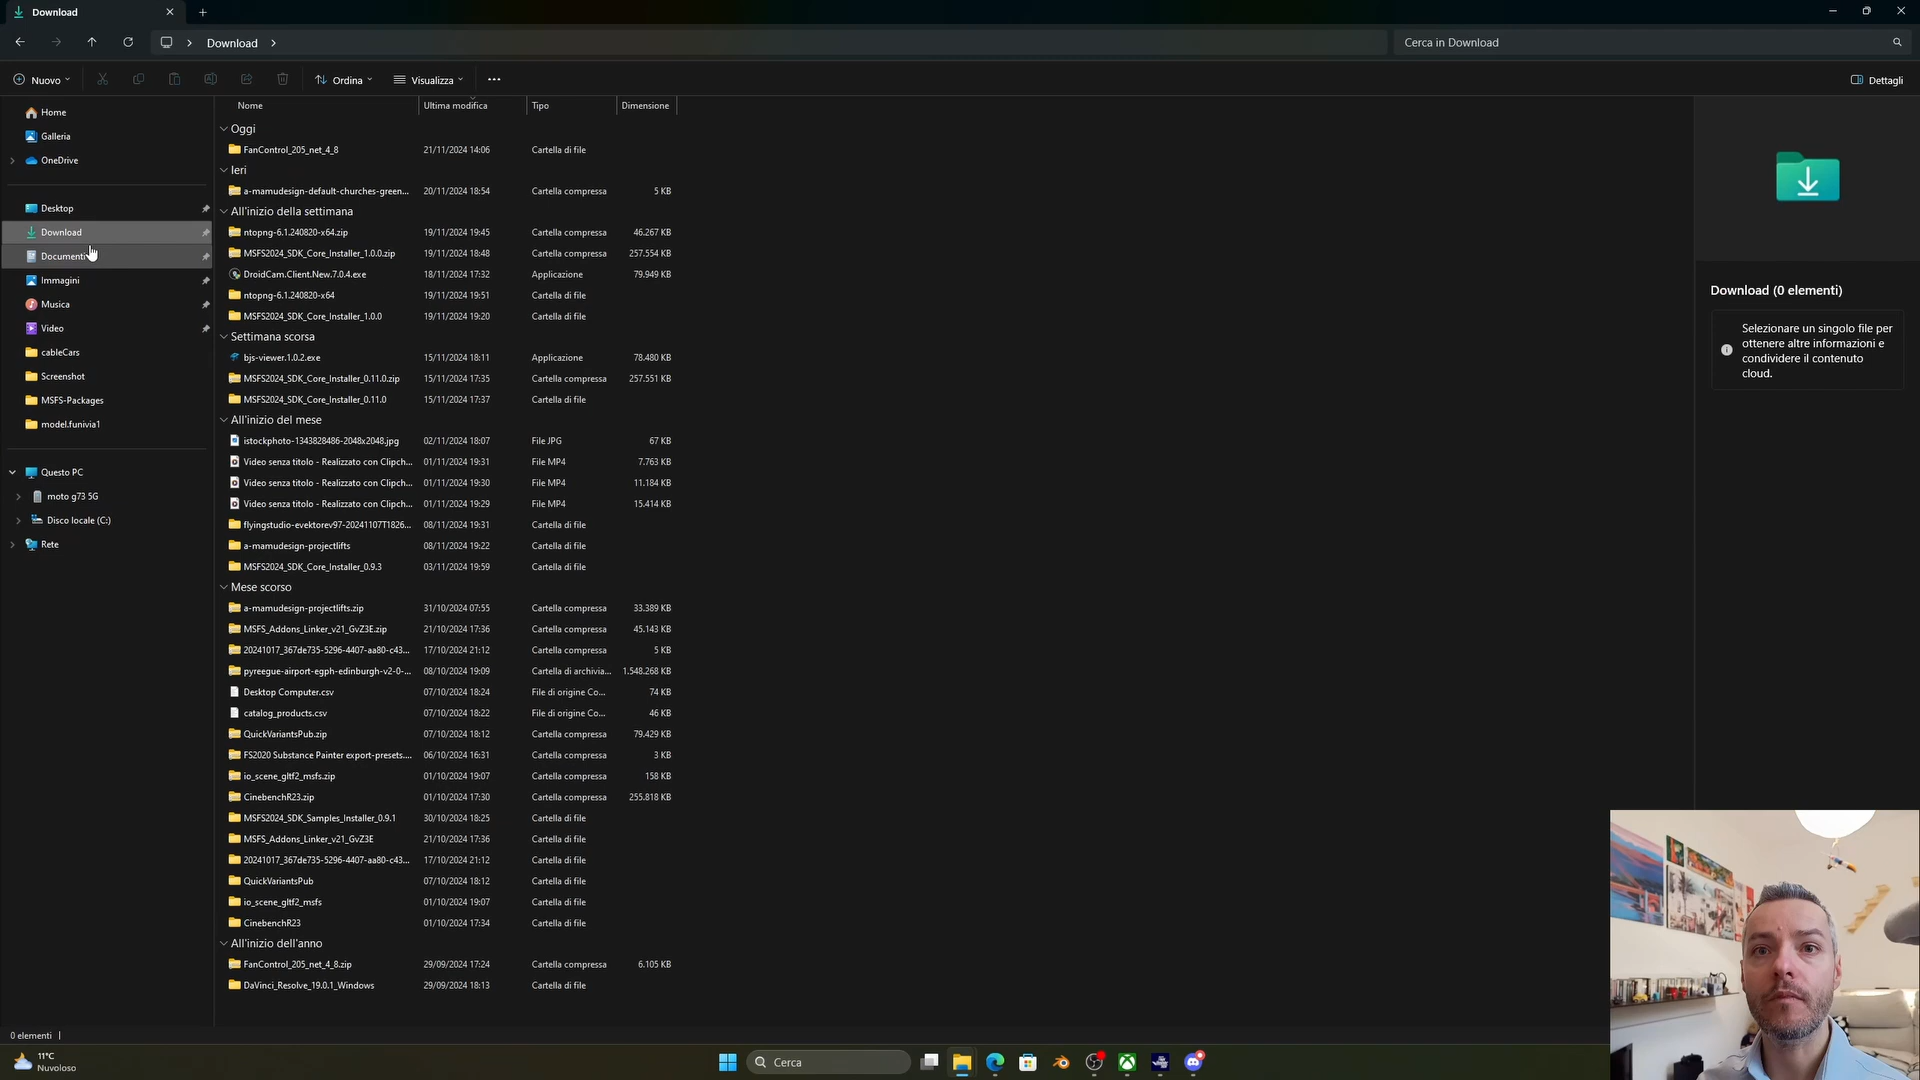 Download
Download
Cerca in Download
Nuovo
Ordina
Visualizza
Dettagli
Home
Galleria
OneDrive
Desktop
Download
Document
Immagini
Musica
Video
cableCars
Screenshot
MSFS-Packages
model.funivia1
Questo PC
moto g73 5G
Disco locale (C:)
Rete
Nome Ultima modifica Tipo Dimensione
Oggi
FanControl_205_net_4_8 21/11/2024 14:06 Cartella di file
Ieri
a-mamudesign-default-churches-green... 20/11/2024 18:54 Cartella compressa 5 KB
All'inizio della settimana
ntopng-6.1.240820-x64.zip 19/11/2024 19:45 Cartella compressa 46.267 KB
MSFS2024_SDK_Core_Installer_1.0.0.zip 19/11/2024 18:48 Cartella compressa 257.554 KB
DroidCam.Client.New.7.0.4.exe 18/11/2024 17:32 Applicazione 79.949 KB
ntopng-6.1.240820-x64 19/11/2024 19:51 Cartella di file
MSFS2024_SDK_Core_Installer_1.0.0 19/11/2024 19:20 Cartella di file
Settimana scorsa
bjs-viewer.1.0.2.exe 15/11/2024 18:11 Applicazione 78.480 KB
MSFS2024_SDK_Core_Installer_0.11.0.zip 15/11/2024 17:35 Cartella compressa 257.551 KB
MSFS2024_SDK_Core_Installer_0.11.0 15/11/2024 17:37 Cartella di file
All'inizio del mese
istockphoto-1343828486-2048x2048.jpg 02/11/2024 18:07 File JPG 67 KB
Video senza titolo - Realizzato con Clipch... 01/11/2024 19:31 File MP4 7.763 KB
Video senza titolo - Realizzato con Clipch... 01/11/2024 19:30 File MP4 11.184 KB
Video senza titolo - Realizzato con Clipch... 01/11/2024 19:29 File MP4 15.414 KB
flyingstudio-evektorev97-20241107T1826... 08/11/2024 19:31 Cartella di file
a-mamudesign-projectlifts 08/11/2024 19:22 Cartella di file
MSFS2024_SDK_Core_Installer_0.9.3 03/11/2024 19:59 Cartella di file
Mese scorso
a-mamudesign-projectlifts.zip 31/10/2024 07:55 Cartella compressa 33.389 KB
MSFS_Addons_Linker_v21_GvZ3E.zip 21/10/2024 17:36 Cartella compressa 45.143 KB
20241017_367de735-5296-4407-aa80-c43... 17/10/2024 21:12 Cartella compressa 5 KB
pyreegue-airport-egph-edinburgh-v2-0-... 08/10/2024 19:09 Cartella di archivia... 1.548.268 KB
Desktop Computer.csv 07/10/2024 18:24 File di origine Co... 74 KB
catalog_products.csv 07/10/2024 18:22 File di origine Co... 46 KB
QuickVariantsPub.zip 07/10/2024 18:12 Cartella compressa 79.429 KB
FS2020 Substance Painter export-presets.... 06/10/2024 16:31 Cartella compressa 3 KB
io_scene_gltf2_msfs.zip 01/10/2024 19:07 Cartella compressa 158 KB
CinebenchR23.zip 01/10/2024 17:30 Cartella compressa 255.818 KB
MSFS2024_SDK_Samples_Installer_0.9.1 30/10/2024 18:25 Cartella di file
MSFS_Addons_Linker_v21_GvZ3E 21/10/2024 17:36 Cartella di file
20241017_367de735-5296-4407-aa80-c43... 17/10/2024 21:12 Cartella di file
QuickVariantsPub 07/10/2024 18:12 Cartella di file
io_scene_gltf2_msfs 01/10/2024 19:07 Cartella di file
CinebenchR23 01/10/2024 17:34 Cartella di file
All'inizio dell'anno
FanControl_205_net_4_8.zip 29/09/2024 17:24 Cartella compressa 6.105 KB
DaVinci_Resolve_19.0.1_Windows 29/09/2024 18:13 Cartella di file
Download (0 elementi)
Selezionare un singolo file per
ottenere altre informazioni e
condividere il contenuto
cloud.
0 elementi
11°C
Nuvoloso
Cerca